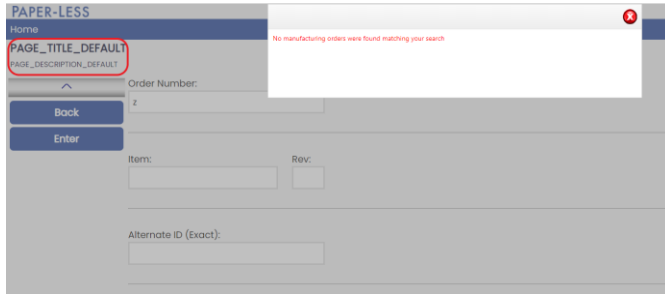 PAPER-LESS
Home
No manufacturing orders were found matching your search
PAGE_TITLE_DEFAULT
PAGE_DESCRIPTION_DEFAULT
Back
Enter
Order Number:
z
Item:
Rev:
Alternate ID (Exact):